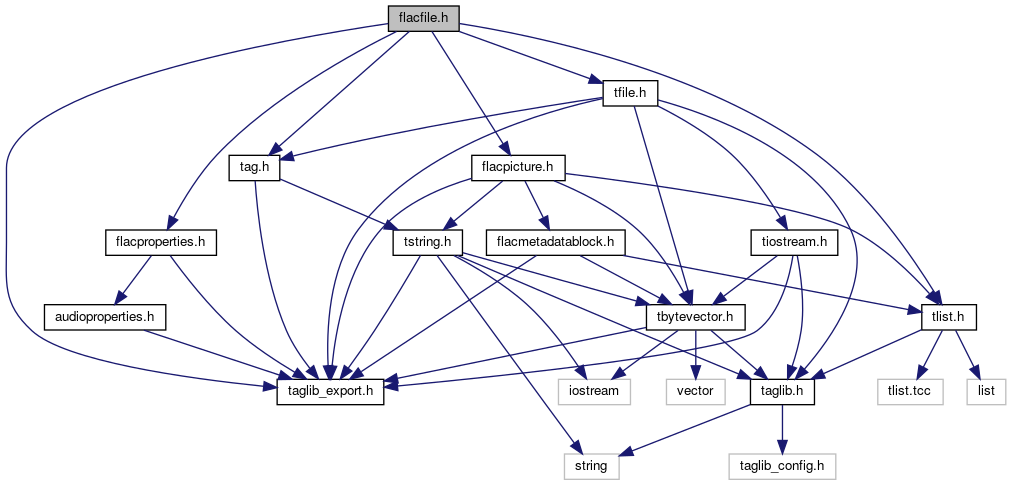 flacfile.h
tfile.h
tag.h
flacpicture.h
flacproperties.h
tstring.h
flacmetadatablock.h
tiostream.h
audioproperties.h
tbytevector.h
tlist.h
taglib_export.h
iostream
vector
taglib.h
tlist.tcc
list
string
taglib_config.h